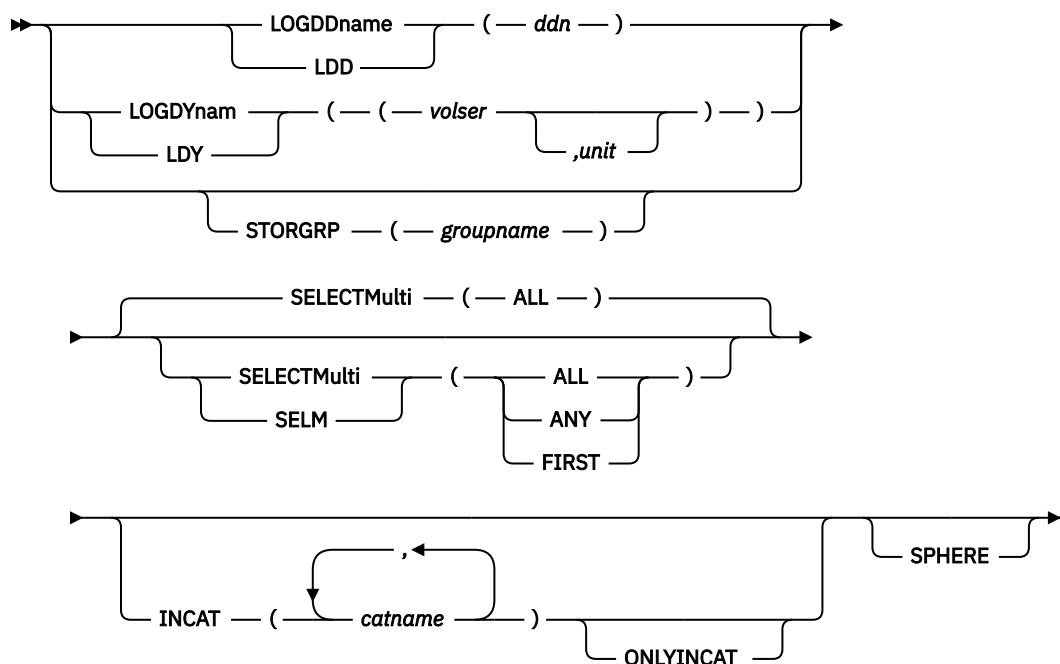 LOGDDname ( ddn )
LDD
LOGDYnam ( ( volser ) )
LDY ,unit
STORGRP ( groupname )
SELECTMulti ( ALL )
SELECTMulti ( ALL )
SELM ANY
FIRST
SPHERE
,
INCAT ( catname )
ONLYINCAT